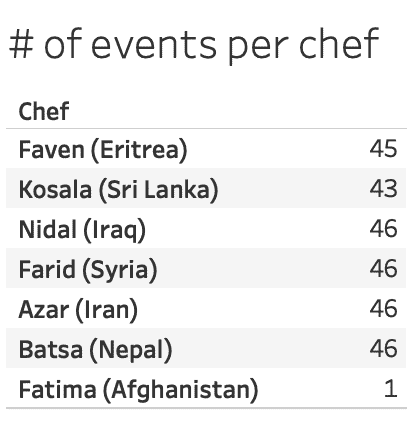 # of events per chef
Chef
Faven (Eritrea) 45
Kosala (Sri Lanka) 43
Nidal (Iraq) 46
Farid (Syria) 46
Azar (Iran) 46
Batsa (Nepal) 46
Fatima (Afghanistan) 1